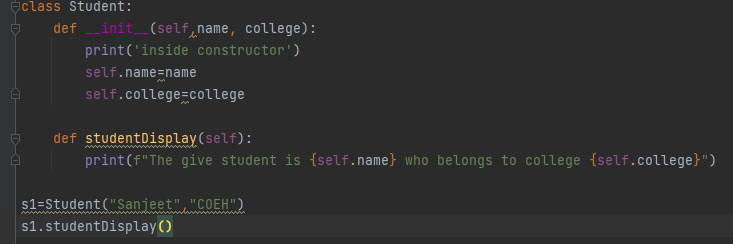 class Student:
    def __init__(self,name, college):
        print('inside constructor')
        self.name=name
        self.college=college

    def studentDisplay(self):
        print(f"The give student is {self.name} who belongs to college {self.college}")

s1=Student("Sanjeet","COEH")
s1.studentDisplay()